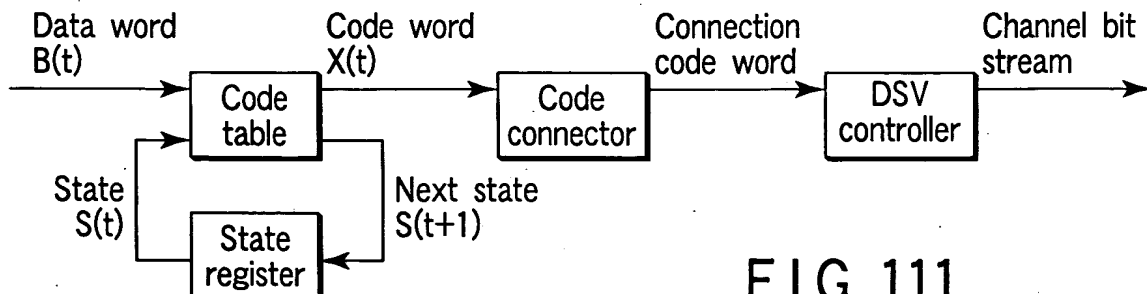 Data word
B(t)
Code word
X(t)
Connection
code word
Channel bit
stream
Code
table
Code
connector
DSV
controller
State
S(t)
Next state
S(t+1)
State
register
FIG. 111